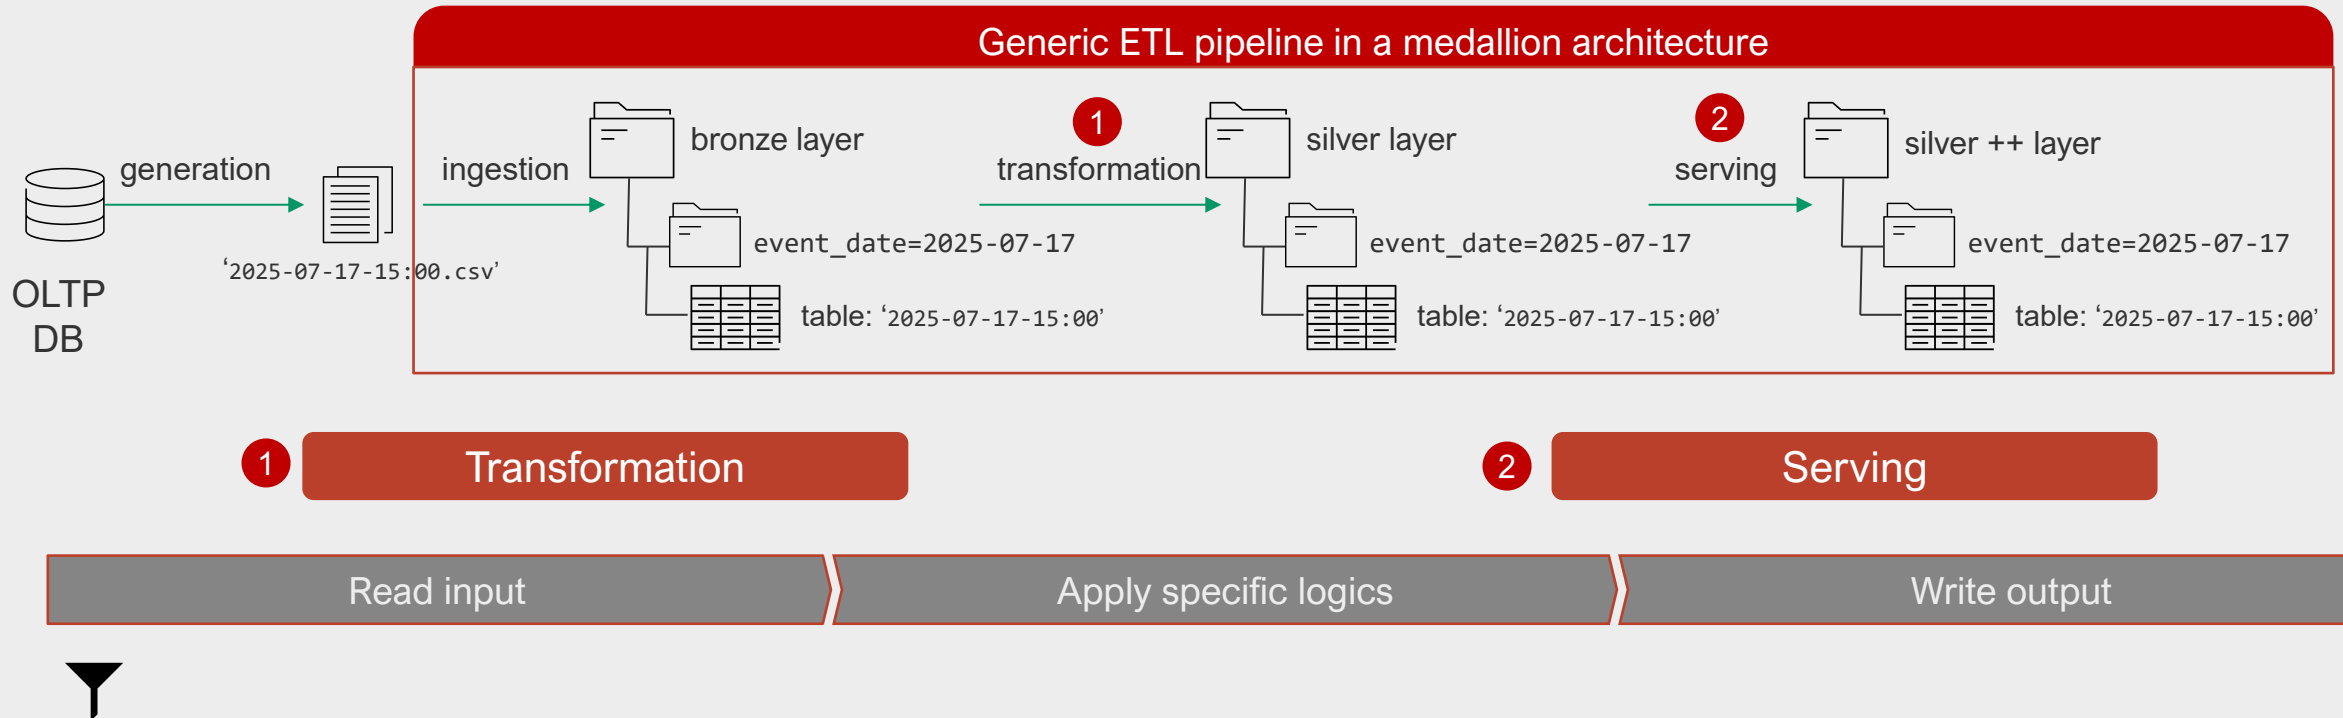 Generic ETL pipeline in a medallion architecture
OLTP
DB
generation
‘2025-07-17-15:00.csv’
ingestion
bronze layer
event_date=2025-07-17
table: ‘2025-07-17-15:00’
1
transformation
silver layer
event_date=2025-07-17
table: ‘2025-07-17-15:00’
2
serving
silver ++ layer
event_date=2025-07-17
table: ‘2025-07-17-15:00’
1
Transformation
2
Serving
Read input
Apply specific logics
Write output